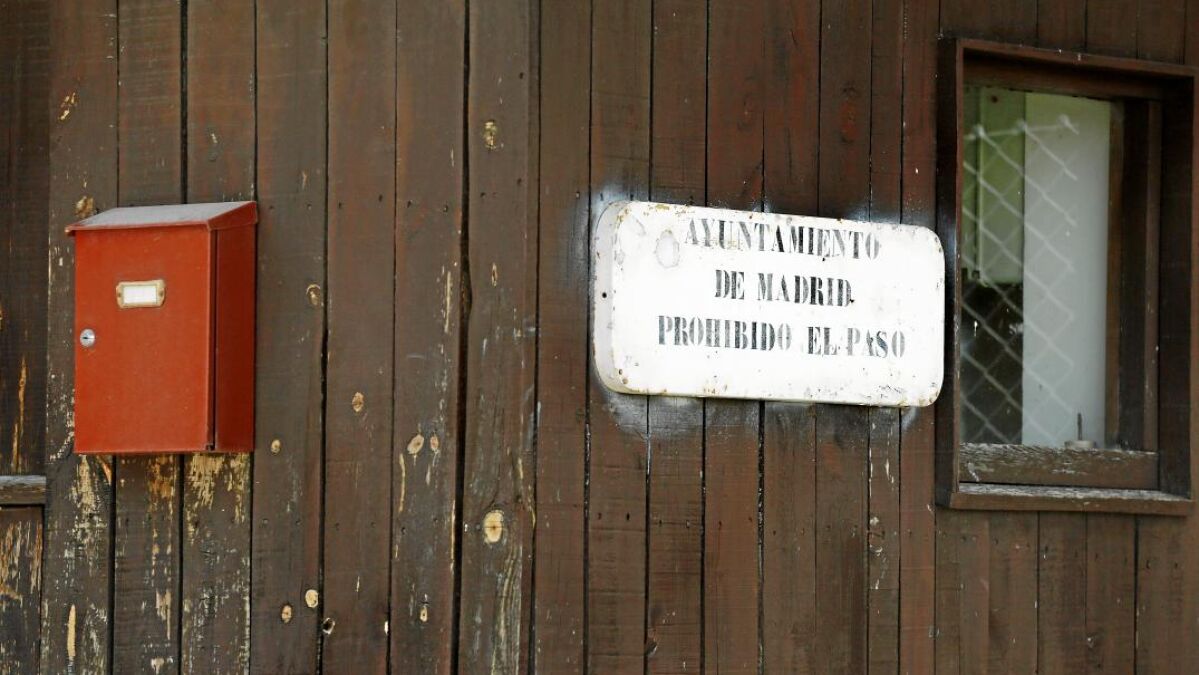 AYUNTAMIENTO
DE MADRID
PROHIBIDO EL PASO